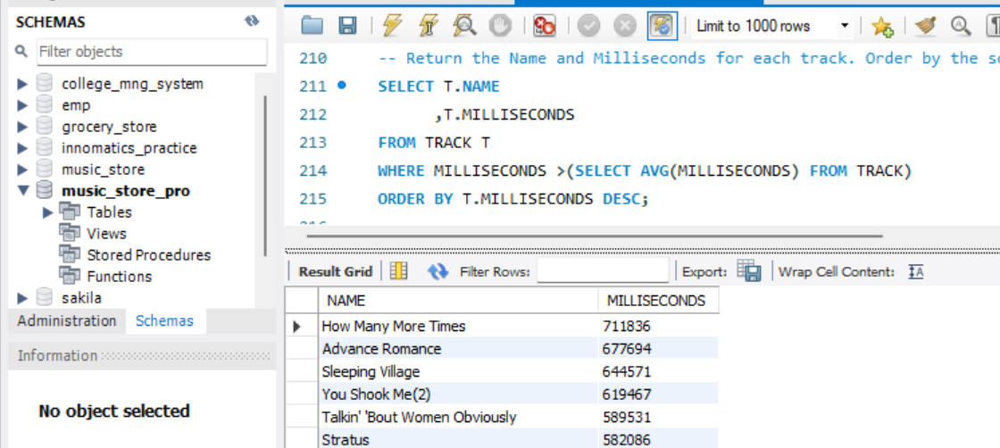 SCHEMAS
Filter objects
college_mng_system
emp
grocery_store
innomatics_practice
music_store
music_store_pro
Tables
Views
Stored Procedures
Functions
sakila
Administration Schemas
Information
No object selected
Limit to 1000 rows
210 -- Return the Name and Milliseconds for each track. Order by the
211 SELECT T.NAME
212 ,T.MILLISECONDS
213 FROM TRACK T
214 WHERE MILLISECONDS >(SELECT AVG(MILLISECONDS) FROM TRACK)
215 ORDER BY T.MILLISECONDS DESC;
Result Grid Filter Rows: Export: Wrap Cell Content:
NAME MILLISECONDS
How Many More Times 711836
Advance Romance 677694
Sleeping Village 644571
You Shook Me(2) 619467
Talkin' 'Bout Women Obviously 589531
Stratus 582086